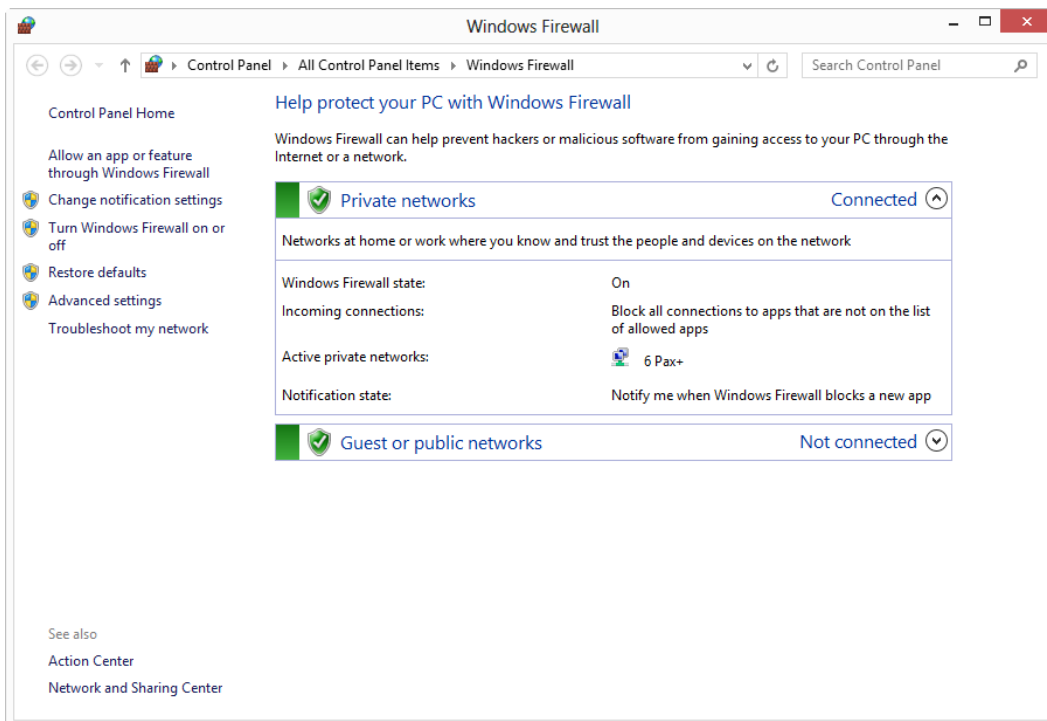 Windows Firewall
Control Panel
All Control Panel Items
Windows Firewall
Search Control Panel
Control Panel Home
Allow an app or feature
through Windows Firewall
Change notification settings
Turn Windows Firewall on or
off
Restore defaults
Advanced settings
Troubleshoot my network
Help protect your PC with Windows Firewall
Windows Firewall can help prevent hackers or malicious software from gaining access to your PC through the
Internet or a network.
Private networks
Connected
Networks at home or work where you know and trust the people and devices on the network
Windows Firewall state:
On
Incoming connections:
Block all connections to apps that are not on the list
of allowed apps
Active private networks:
6 Pax+
Notification state:
Notify me when Windows Firewall blocks a new app
Guest or public networks
Not connected
See also
Action Center
Network and Sharing Center